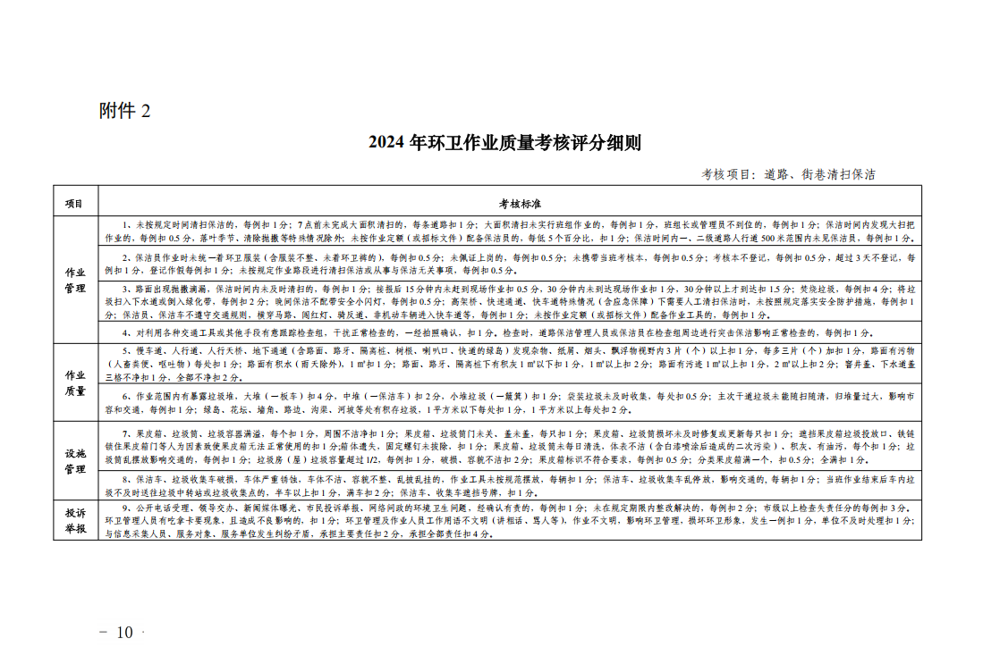 附件 2
2024 年环卫作业质量考核评分细则
考核项目：道路、街巷清扫保洁
项目
考核标准
作业
管理
1、未按规定时间清扫保洁的，每例扣 1 分；7 点前未完成大面积清扫的，每条道路扣 1 分；大面积清扫未实行班组作业的，每例扣 1 分，班组长或管理员不到位的，每例扣 1 分；保洁时间内发现大扫把
作业的，每例扣 0.5 分，落叶季节、清除抛撒等特殊情况除外；未按作业定额（或招标文件）配备保洁员的，每低 5 个百分比，扣 1 分；保洁时间内一、二级道路人行道 500 米范围内未见保洁员，每例扣 1 分。
2、保洁员作业时未统一着环卫服装（含服装不整、未着环卫裤的），每例扣 0.5 分；未佩证上岗的，每例扣 0.5 分；未携带当班考核本，每例扣 0.5 分；考核本不登记，每例扣 0.5 分，超过 3 天不登记，每
例扣 1 分，登记作假每例扣 1 分；未按规定作业路段进行清扫保洁或从事与保洁无关事项，每例扣 0.5 分。
3、路面出现抛撒滴漏，保洁时间内未及时清扫的，每例扣 1 分；接报后 15 分钟内未赶到现场作业扣 0.5 分，30 分钟内未到达现场作业扣 1 分，30 分钟以上才到达扣 1.5 分；焚烧垃圾，每例扣 4 分；将垃
圾扫入下水道或倒入绿化带，每例扣 2 分；晚间保洁不配带安全小闪灯，每例扣 0.5 分；高架桥、快速通道、快车道特殊情况（含应急保障）下需要人工清扫保洁时，未按照规定落实安全防护措施，每例扣 1
分；保洁员、保洁车不遵守交通规则，横穿马路、闯红灯、骑反道、非机动车辆进入快车道等，每例扣 1 分；未按作业定额（或招标文件）配备作业工具的，每例扣 1 分。
4、对利用各种交通工具或其他手段有意跟踪检查组，干扰正常检查的，一经拍照确认，扣 1 分。检查时，道路保洁管理人员或保洁员在检查组周边进行突击保洁影响正常检查的，每例扣 1 分。
作业
质量
5、慢车道、人行道、人行天桥、地下通道（含路面、路牙、隔离桩、树根、喇叭口、快道的绿岛）发现杂物、纸屑、烟头、飘浮物视野内 3 片（个）以上扣 1 分，每多三片（个）加扣 1 分，路面有污物
（人畜粪便、呕吐物）每处扣 1 分；路面有积水（雨天除外），1㎡扣 1 分；路面、路牙、隔离桩下有积灰 1㎡以下扣 1 分，1㎡以上扣 2 分；路面有污迹 1㎡以上扣 1 分，2㎡以上扣 2 分；窨井盖、下水道盖
三格不净扣 1 分，全部不净扣 2 分。
6、作业范围内有暴露垃圾堆，大堆（一板车）扣 4 分，中堆（一保洁车）扣 2 分，小堆垃圾（一簸箕）扣 1 分；袋装垃圾未及时收集，每处扣 0.5 分；主次干道垃圾未能随扫随清，归堆量过大，影响市
容和交通，每例扣 1 分；绿岛、花坛、墙角、路边、沟渠、河坡等处有积存垃圾，1 平方米以下每处扣 1 分，1 平方米以上每处扣 2 分。
设施
管理
7、果皮箱、垃圾筒、垃圾容器满溢，每个扣 1 分，周围不洁净扣 1 分；果皮箱、垃圾筒门未关、盖未盖，每只扣 1 分；果皮箱、垃圾筒损坏未及时修复或更新每只扣 1 分；遮挡果皮箱垃圾投放口、铁链
锁住果皮箱门等人为因素致使果皮箱无法正常使用的扣 1 分;箱体遗失，固定螺钉未拔除，扣 1 分；果皮箱、垃圾筒未每日清洗，体表不洁（含白漆喷涂后造成的二次污染）、积灰、有油污，每个扣 1 分；垃
圾筒乱摆放影响交通的，每例扣 1 分；垃圾房（屋）垃圾容量超过 1/2，每例扣 1 分，破损、容貌不洁扣 2 分；果皮箱标识不符合要求，每例扣 0.5 分；分类果皮箱满一个，扣 0.5 分；全满扣 1 分。
8、保洁车、垃圾收集车破损，车体严重锈蚀，车体不洁、容貌不整、乱披乱挂的，作业工具未按规范摆放，每辆扣 1 分；保洁车、垃圾收集车乱停放，影响交通的，每辆扣 1 分；当班作业结束后车内垃
圾不及时送往垃圾中转站或垃圾收集点的，半车以上扣 1 分，满车扣 2 分；保洁车、收集车遮挡号牌，扣 1 分。
投诉
举报
9、公开电话受理、领导交办、新闻媒体曝光、市民投诉举报、网络问政的环境卫生问题，经确认有责的，每例扣 1 分；未在规定期限内整改解决的，每例扣 2 分；市级以上检查失责任分的每例扣 3 分。
环卫管理人员有吃拿卡要现象，且造成不良影响的，扣 1 分；环卫管理及作业人员工作用语不文明（讲粗话、骂人等），作业不文明，影响环卫管理，损坏环卫形象，发生一例扣 1 分，单位不及时处理扣 1 分；
与信息采集人员、服务对象、服务单位发生纠纷矛盾，承担主要责任扣 2 分，承担全部责任扣 4 分。
－ 10 ·